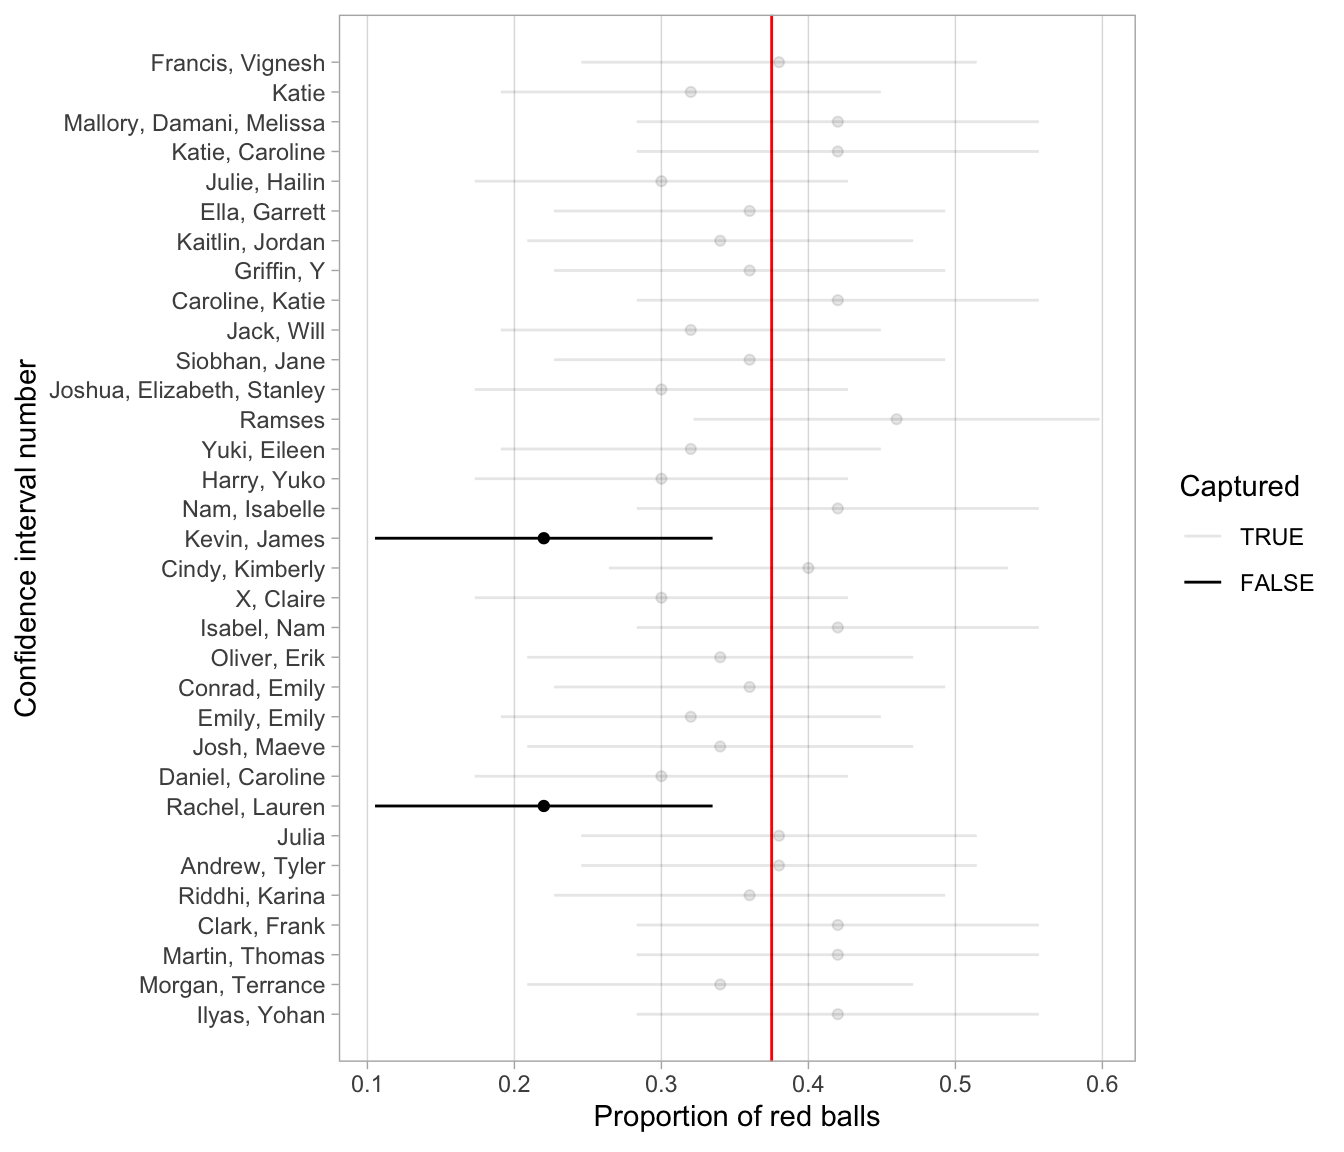 Confidence interval number
Francis, Vignesh
Katie
Mallory, Damani, Melissa
Katie, Caroline
Julie, Hailin
Ella, Garrett
Kaitlin, Jordan
Griffin, Y
Caroline, Katie
Jack, Will
Siobhan, Jane
Joshua, Elizabeth, Stanley
Ramses
Yuki, Eileen
Harry, Yuko
Nam, Isabelle
Kevin, James
Cindy, Kimberly
X, Claire
Isabel, Nam
Oliver, Erik
Conrad, Emily
Emily, Emily
Josh, Maeve
Daniel, Caroline
Rachel, Lauren
Julia
Andrew, Tyler
Riddhi, Karina
Clark, Frank
Martin, Thomas
Morgan, Terrance
Ilyas, Yohan
0.1 0.2 0.3 0.4 0.5 0.6
Proportion of red balls
Captured
TRUE
FALSE